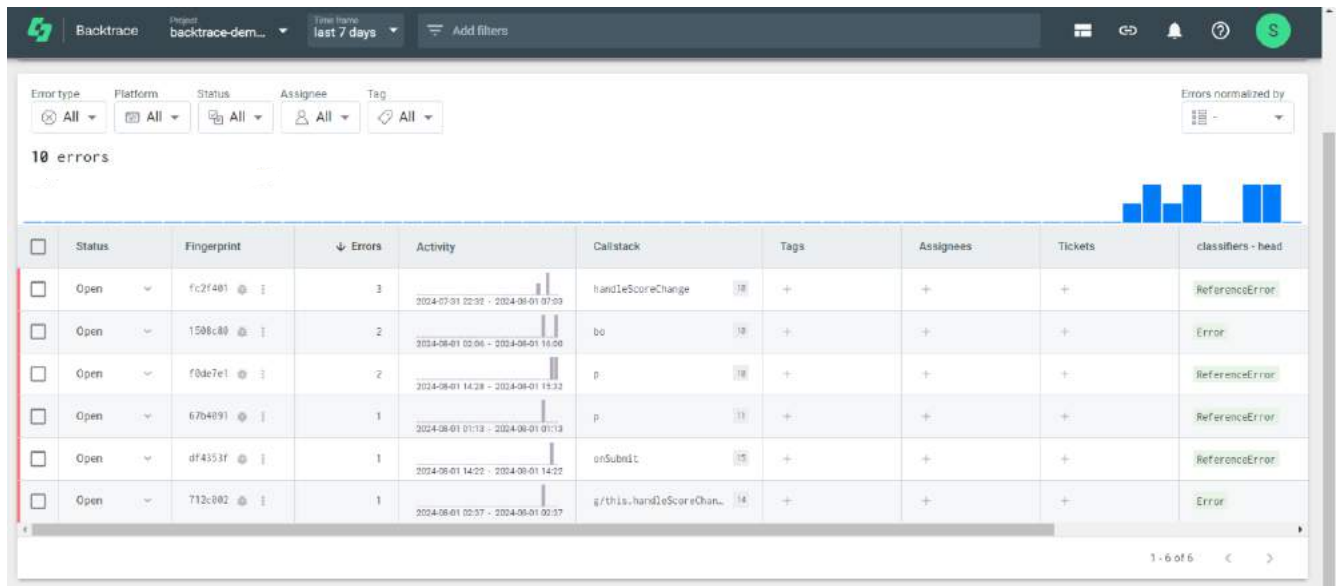 Backtrace
Project
backtrace-dem...
Time frame
last 7 days
Add filters
S
Error type Platform Status Assignee Tag Errors normalized by
All All All All All -
10 errors
Status Fingerprint Errors Activity Callstack Tags Assignees Tickets classifiers - head
Open fc2f401 3 handleScoreChange 10 + + + ReferenceError
2024-07-31 22:32 - 2024-08-01 07:03
Open 1508c80 2 bo 10 + + + Error
2024-08-01 02:06 - 2024-08-01 16:00
Open f0de7e1 2 p 10 + + + ReferenceError
2024-08-01 14:28 - 2024-08-01 15:32
Open 67b4091 1 p 11 + + + ReferenceError
2024-08-01 01:13 - 2024-08-01 01:13
Open df4353f 1 onSubmit 15 + + + ReferenceError
2024-08-01 14:22 - 2024-08-01 14:22
Open 712c002 1 g/this.handleScoreChan... 14 + + + Error
2024-08-01 02:37 - 2024-08-01 02:37
1 - 6 of 6